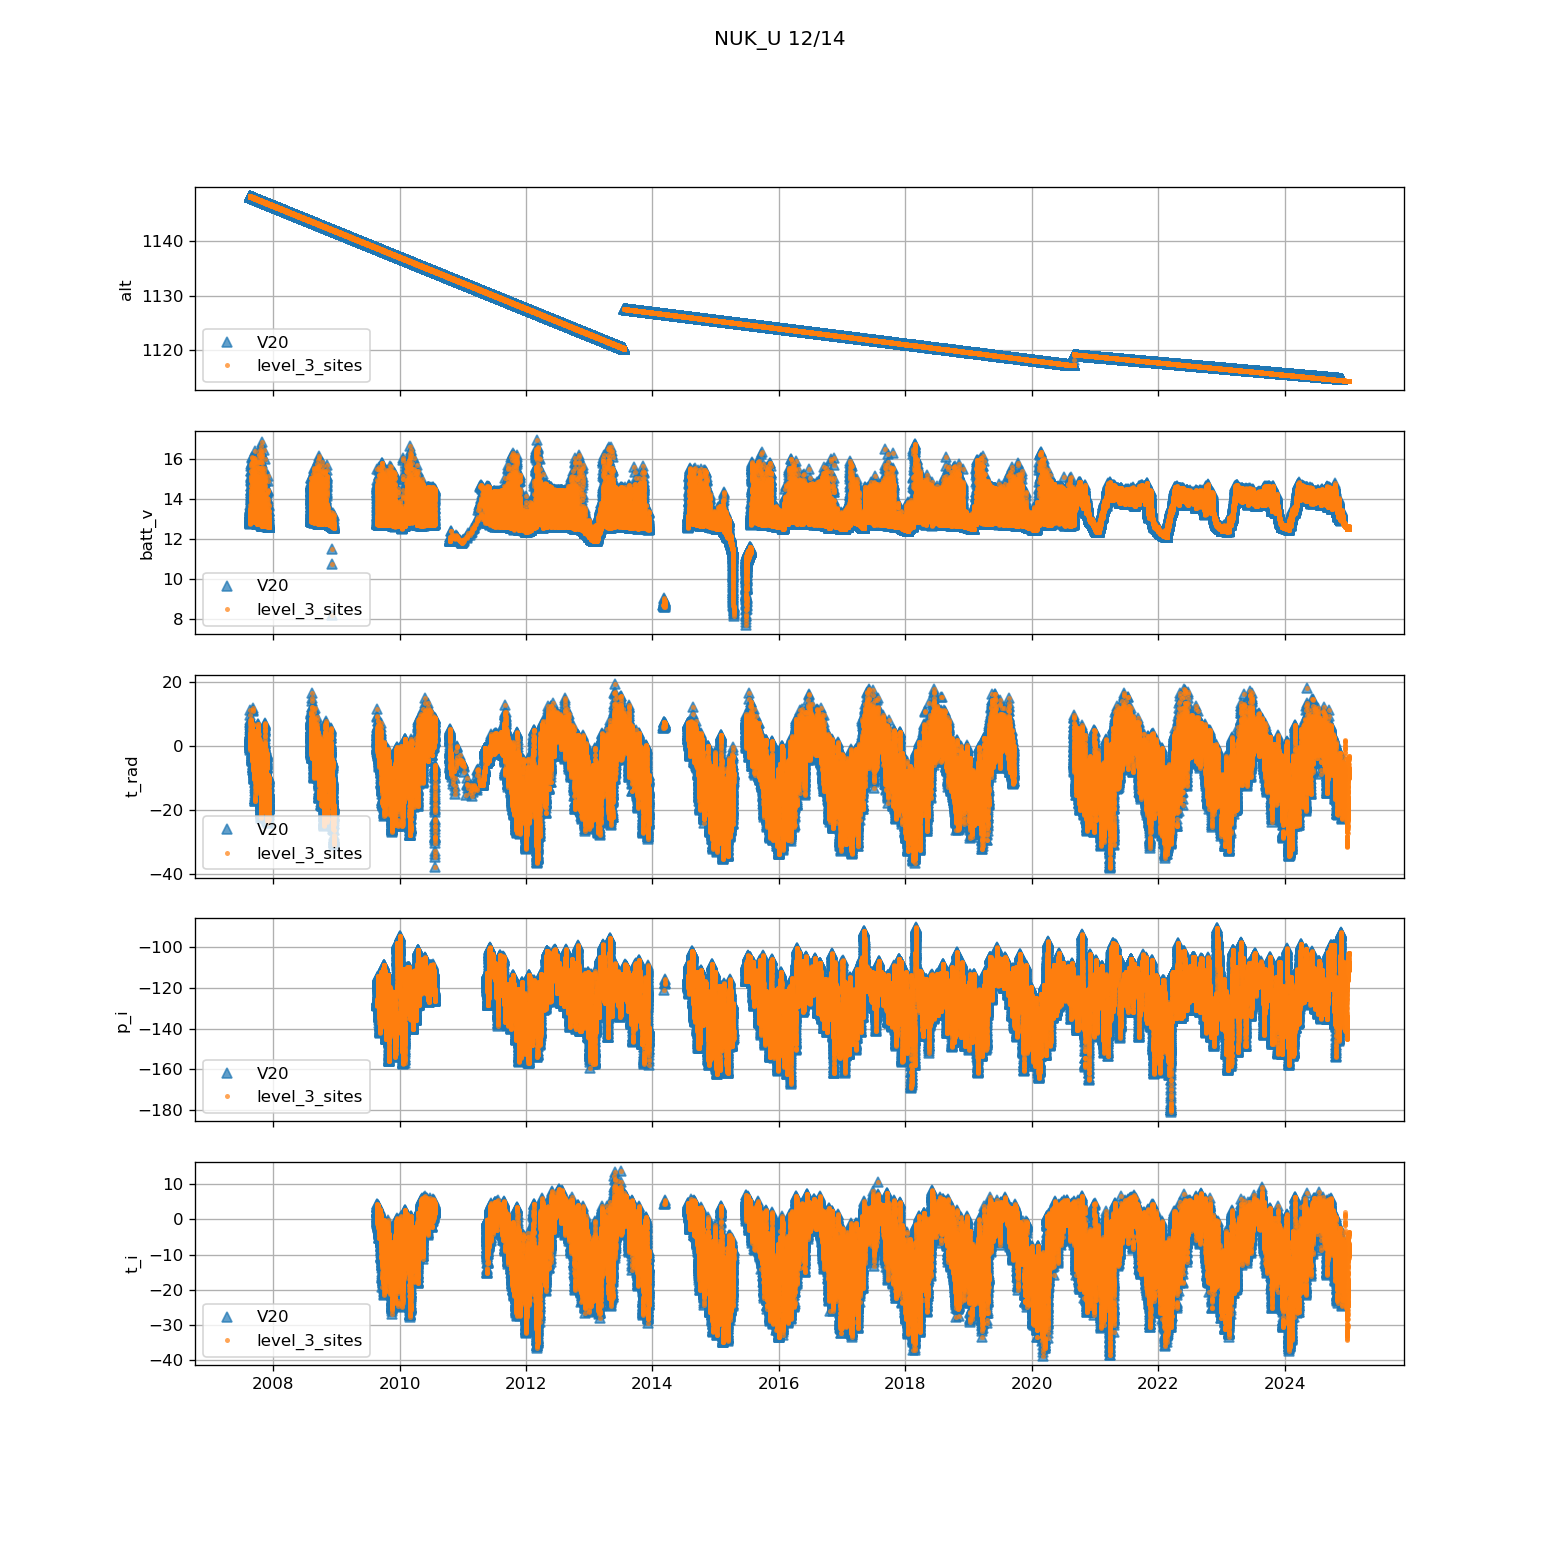 NUK_U 12/14
alt
1140
1130
1120
V20
level_3_sites
batt_v
16
14
12
10
8
V20
level_3_sites
t_rad
20
0
−20
−40
V20
level_3_sites
p_i
−100
−120
−140
−160
−180
V20
level_3_sites
t_i
10
0
−10
−20
−30
−40
V20
level_3_sites
2008 2010 2012 2014 2016 2018 2020 2022 2024